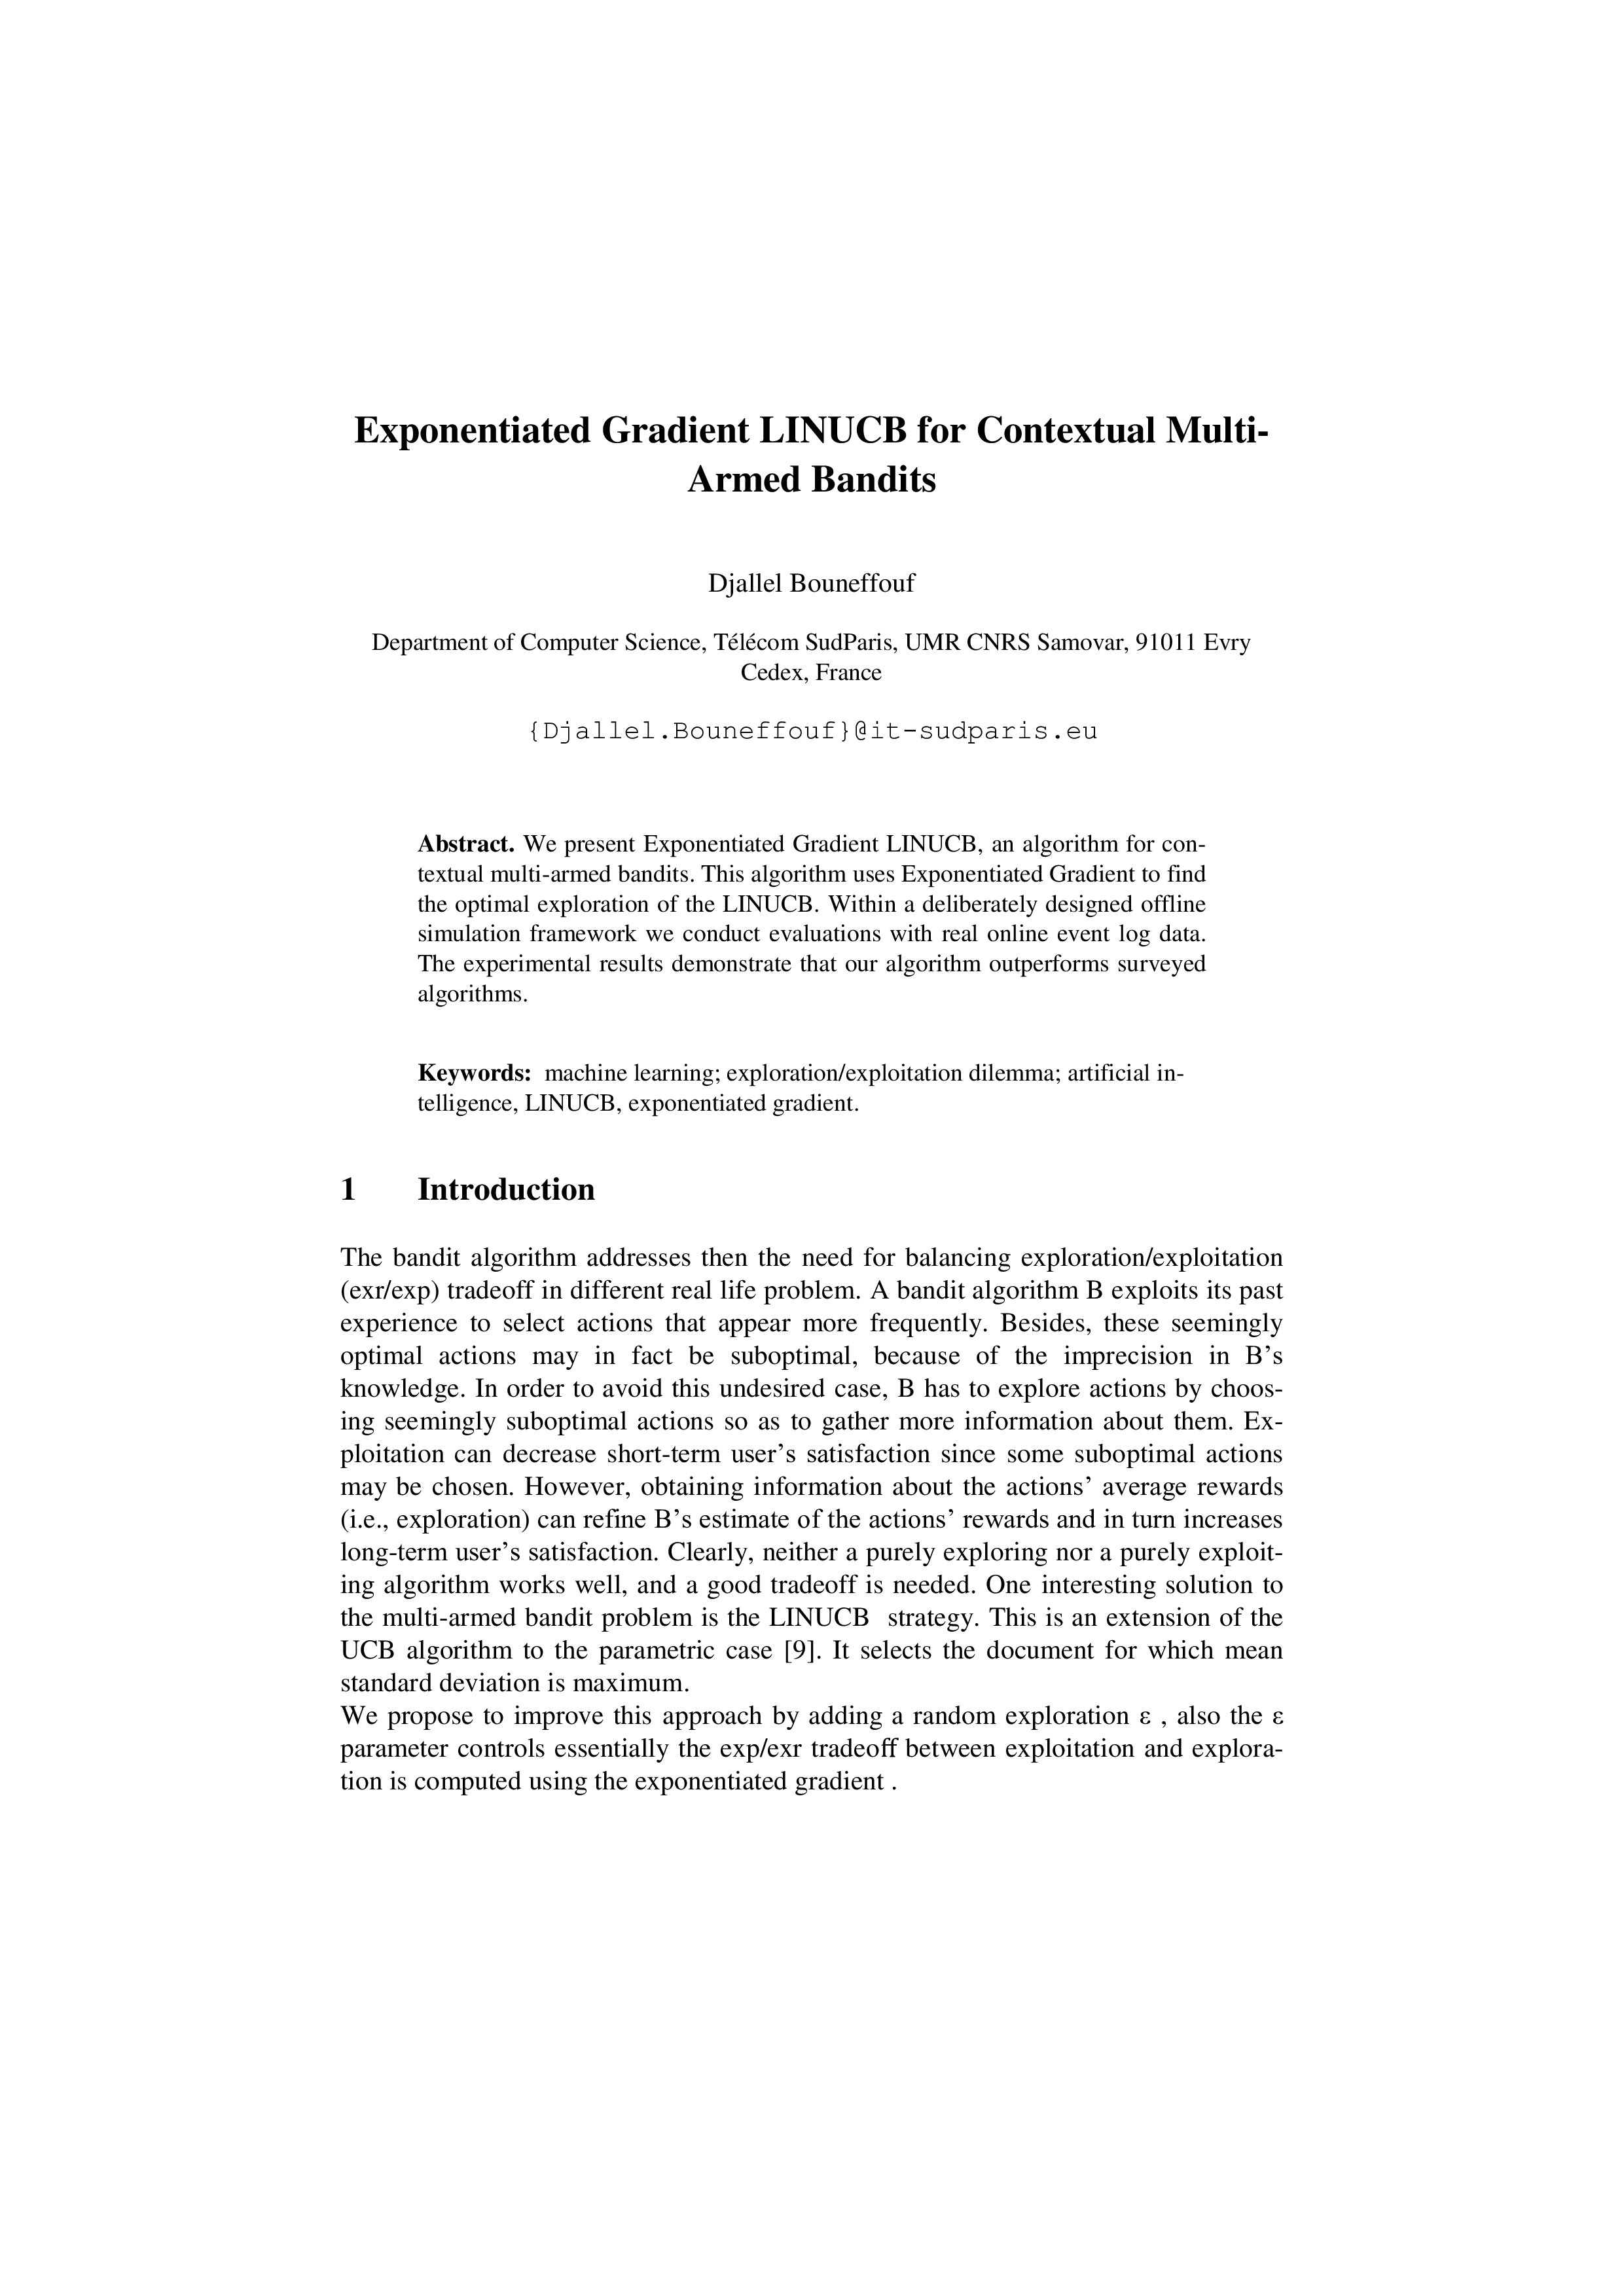 Exponentiated Gradient LINUCB for Contextual Multi-
Armed Bandits
Djallel Bouneffouf
Department of Computer Science, Télécom SudParis, UMR CNRS Samovar, 91011 Evry
Cedex, France
{Djallel.Bouneffouf}@it-sudparis.eu
Abstract. We present Exponentiated Gradient LINUCB, an algorithm for con-
textual multi-armed bandits. This algorithm uses Exponentiated Gradient to find
the optimal exploration of the LINUCB. Within a deliberately designed offline
simulation framework we conduct evaluations with real online event log data.
The experimental results demonstrate that our algorithm outperforms surveyed
algorithms.
Keywords: machine learning; exploration/exploitation dilemma; artificial in-
telligence, LINUCB, exponentiated gradient.
1 Introduction
The bandit algorithm addresses then the need for balancing exploration/exploitation
(exr/exp) tradeoff in different real life problem. A bandit algorithm B exploits its past
experience to select actions that appear more frequently. Besides, these seemingly
optimal actions may in fact be suboptimal, because of the imprecision in B's
knowledge. In order to avoid this undesired case, B has to explore actions by choos-
ing seemingly suboptimal actions so as to gather more information about them. Ex-
ploitation can decrease short-term user's satisfaction since some suboptimal actions
may be chosen. However, obtaining information about the actions' average rewards
(i.e., exploration) can refine B's estimate of the actions' rewards and in turn increases
long-term user's satisfaction. Clearly, neither a purely exploring nor a purely exploit-
ing algorithm works well, and a good tradeoff is needed. One interesting solution to
the multi-armed bandit problem is the LINUCB strategy. This is an extension of the
UCB algorithm to the parametric case [9]. It selects the document for which mean
standard deviation is maximum.
We propose to improve this approach by adding a random exploration ε , also the ε
parameter controls essentially the exp/exr tradeoff between exploitation and explora-
tion is computed using the exponentiated gradient .